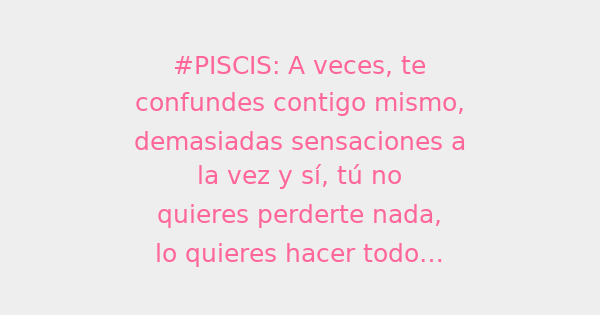 #PISCIS: A veces, te
confundes contigo mismo,
demasiadas sensaciones a
la vez y sí, tú no
quieres perderte nada,
lo quieres hacer todo…